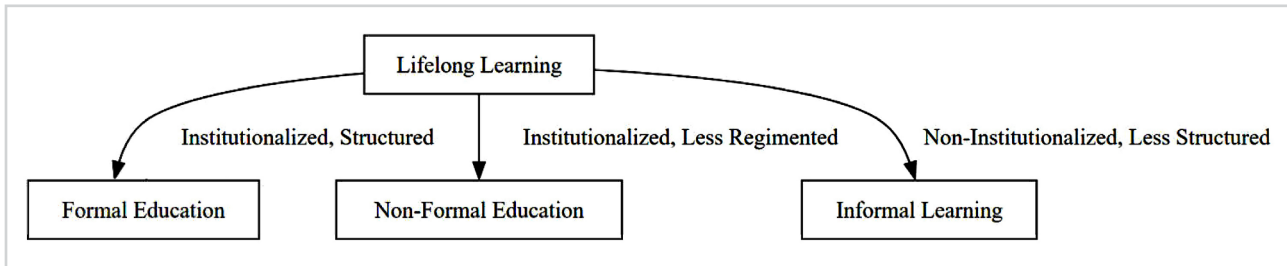 Lifelong Learning
Institutionalized, Structured
Institutionalized, Less Regimented
Non-Institutionalized, Less Structured
Formal Education
Non-Formal Education
Informal Learning